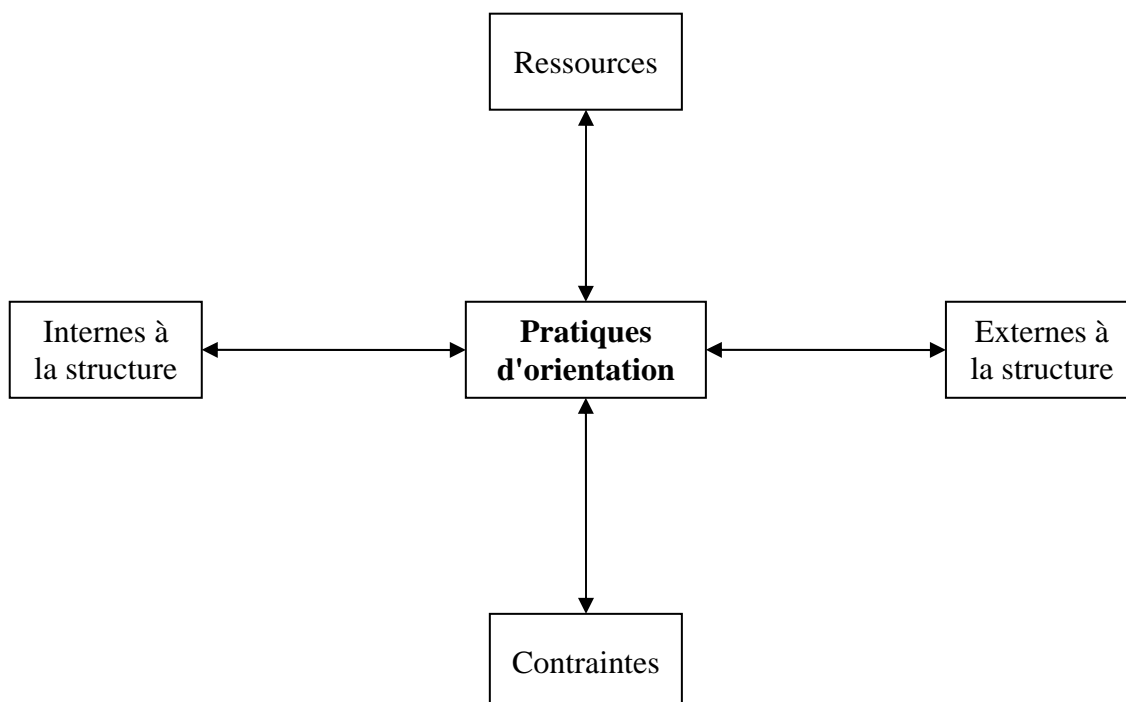 Ressources
Internes à
la structure
Pratiques
d'orientation
Externes à
la structure
Contraintes